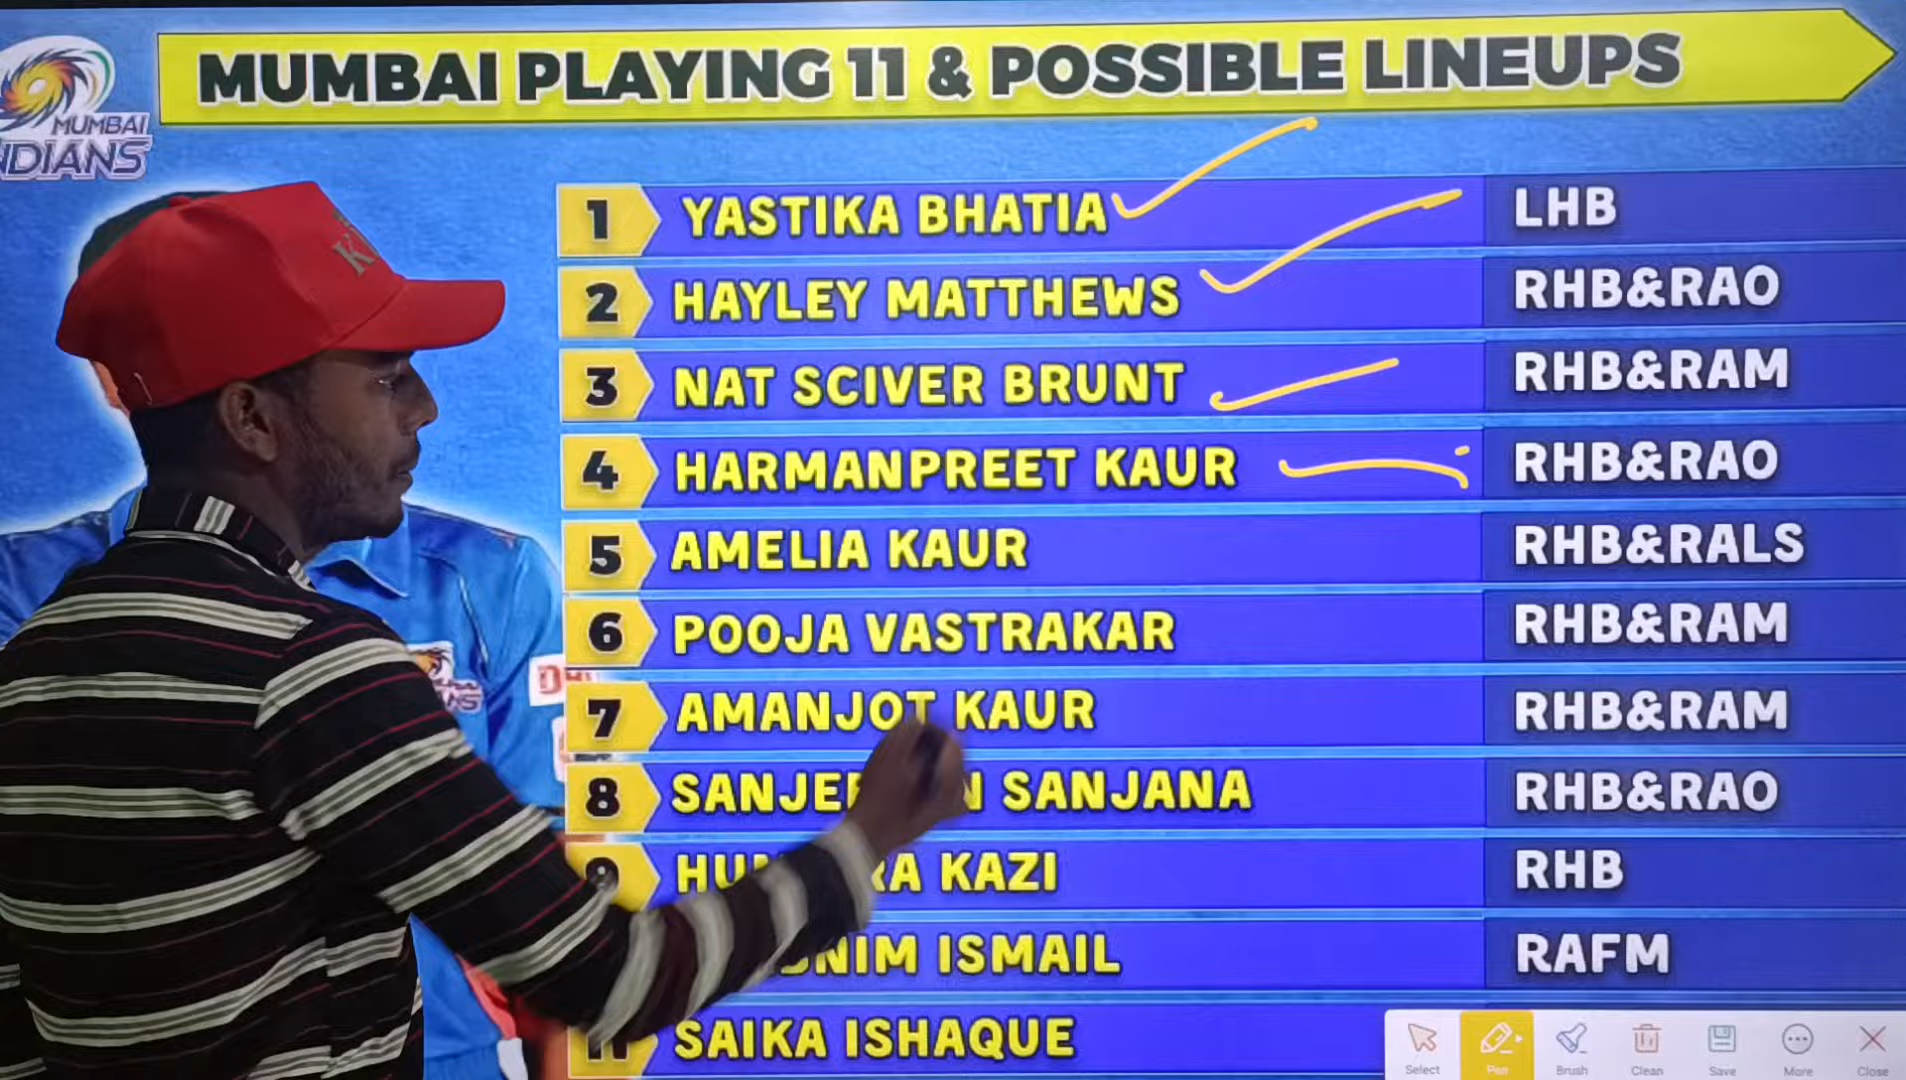 MUMBAI PLAYING 11 & POSSIBLE LINEUPS
MUMBAI
NDIANS
1 YASTIKA BHATIA LHB
2 HAYLEY MATTHEWS RHB&RAO
3 NAT SCIVER BRUNT RHB&RAM
4 HARMANPREET KAUR RHB&RAO
5 AMELIA KAUR RHB&RALS
6 POOJA VASTRAKAR RHB&RAM
7 AMANJOT KAUR RHB&RAM
8 SANJANA RHB&RAO
9 KAZI RHB
ISMAIL RAFM
11 SAIKA ISHAQUE
Select Pen Brush Clean Save More Close